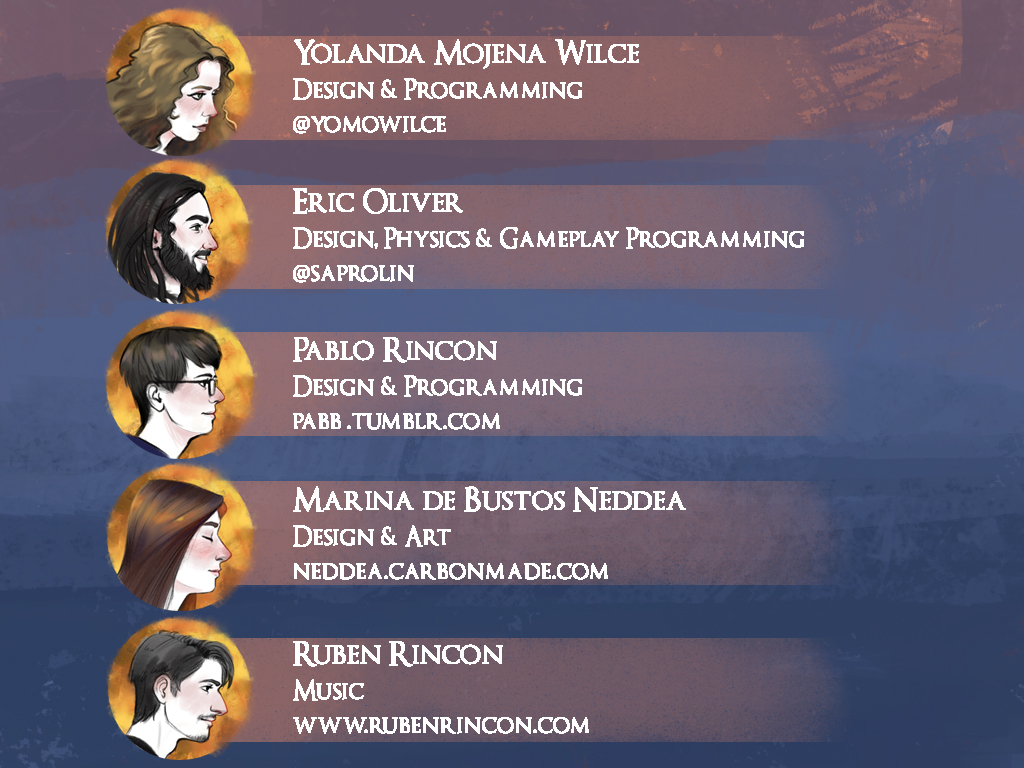 Yolanda Mojena Wilce
Design & Programming
@yomowilce
Eric Oliver
Design, Physics & Gameplay Programming
@saprolin
Pablo Rincon
Design & Programming
pabb .tumblr.com
Marina de Bustos Neddea
Design & Art
neddea.carbonmade.com
Ruben Rincon
Music
www.rubenrincon.com